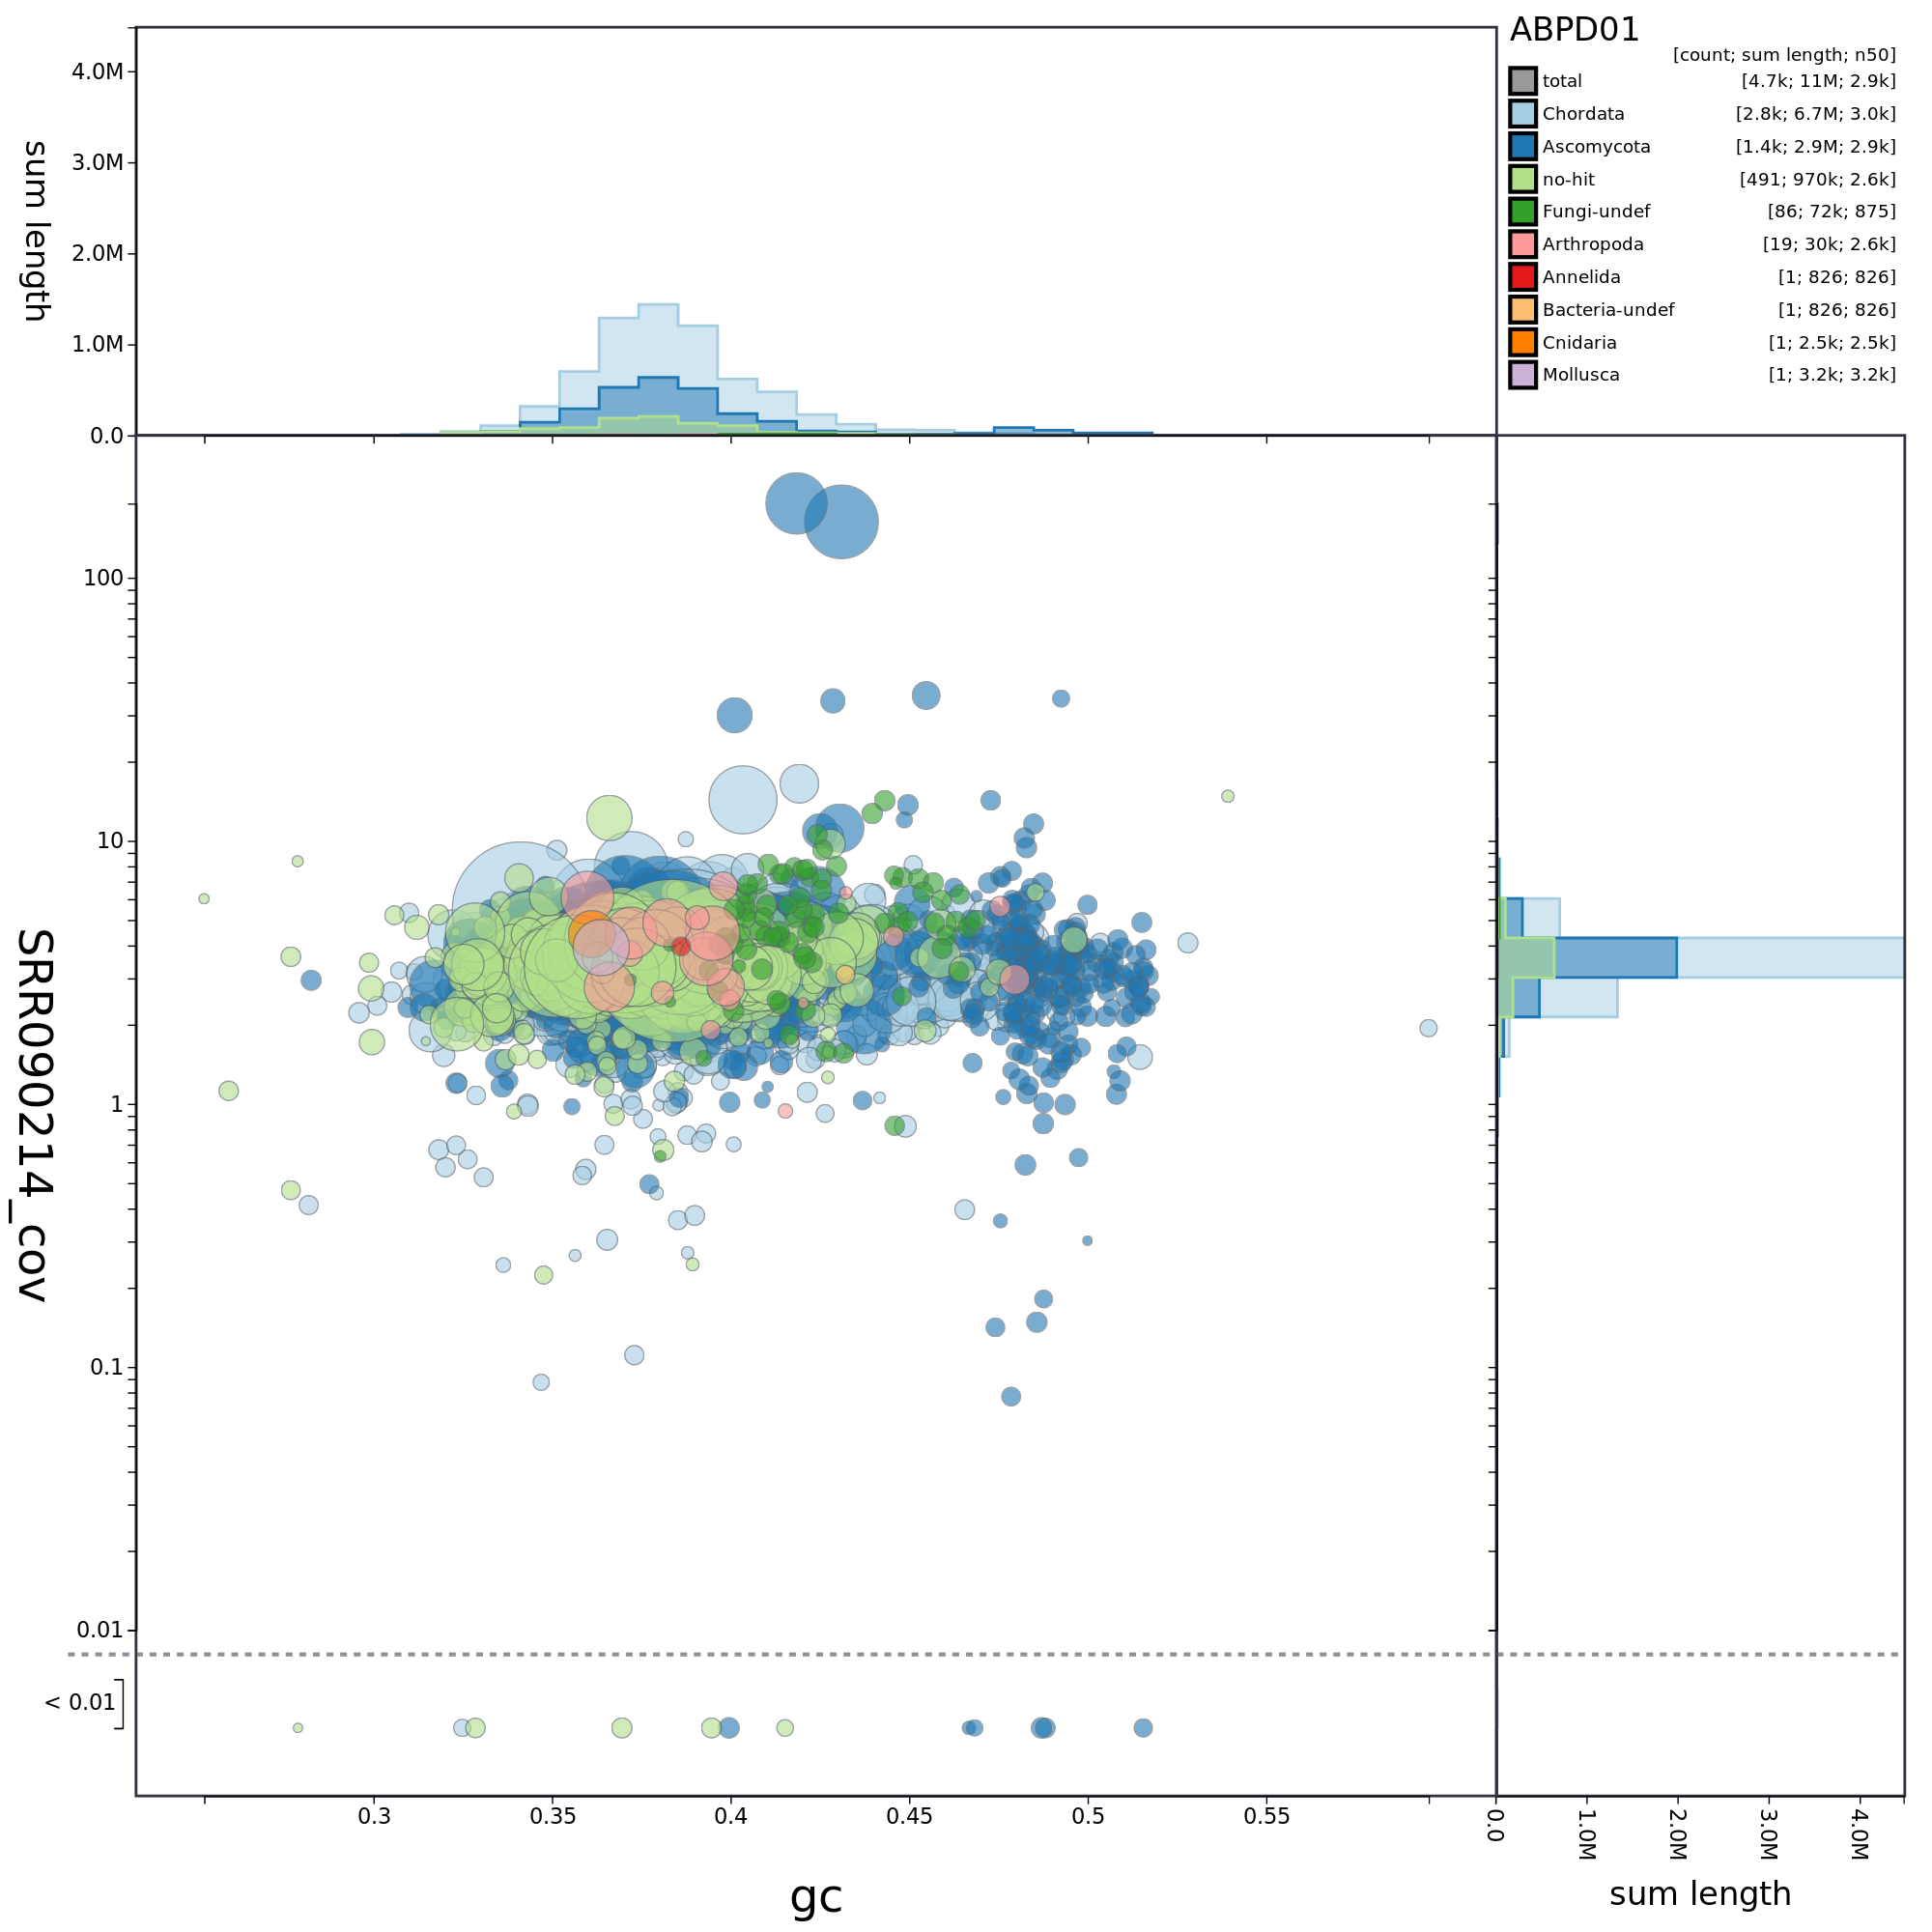 ABPD01
[count; sum length; n50]
total [4.7k; 11M; 2.9k]
Chordata [2.8k; 6.7M; 3.0k]
Ascomycota [1.4k; 2.9M; 2.9k]
no-hit [491; 970k; 2.6k]
Fungi-undef [86; 72k; 875]
Arthropoda [19; 30k; 2.6k]
Annelida [1; 826; 826]
Bacteria-undef [1; 826; 826]
Cnidaria [1; 2.5k; 2.5k]
Mollusca [1; 3.2k; 3.2k]
sum length
4.0M
3.0M
2.0M
1.0M
0.0
SRR090214_cov
100
10
1
0.1
0.01
< 0.01
0.3 0.35 0.4 0.45 0.5 0.55
gc
0.0 1.0M 2.0M 3.0M 4.0M
sum length